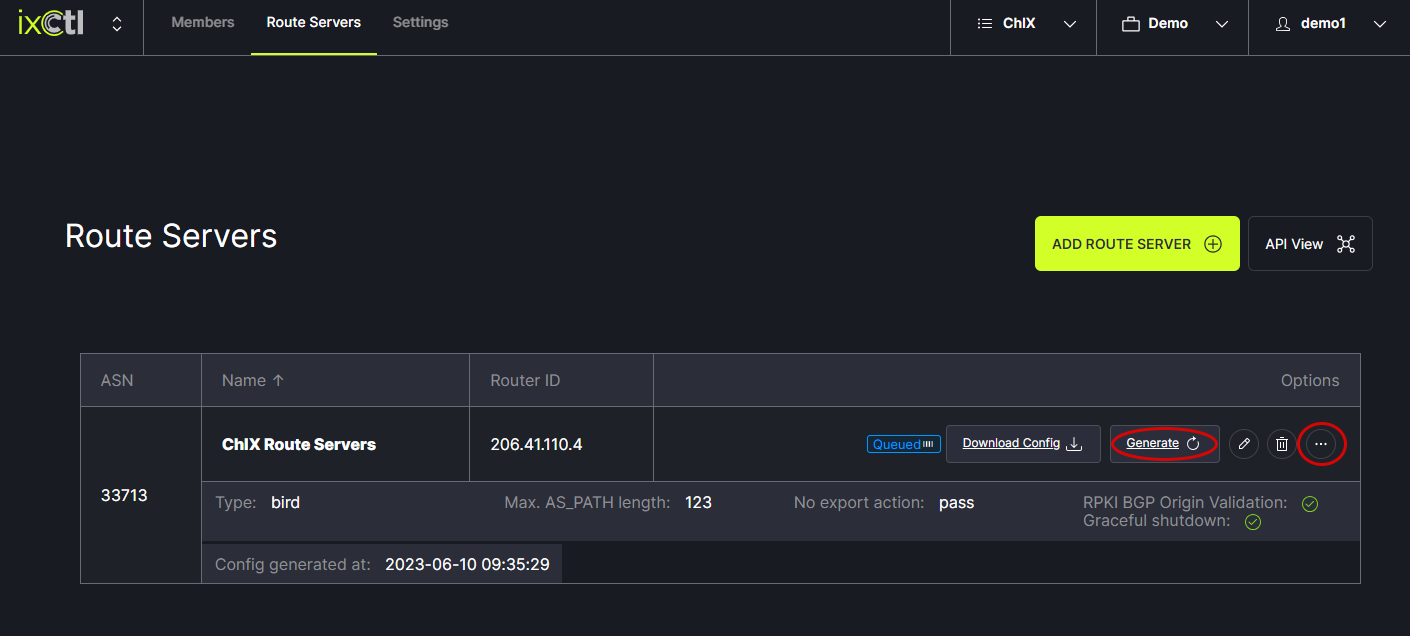 ixctl
Members Route Servers Settings ChIX Demo demo1
Route Servers
ADD ROUTE SERVER API View
ASN Name ↑ Router ID Options
ChIX Route Servers 206.41.110.4 Queued Download Config Generate ...
33713
Type: bird Max. AS_PATH length: 123 No export action: pass RPKI BGP Origin Validation:
Graceful shutdown:
Config generated at: 2023-06-10 09:35:29